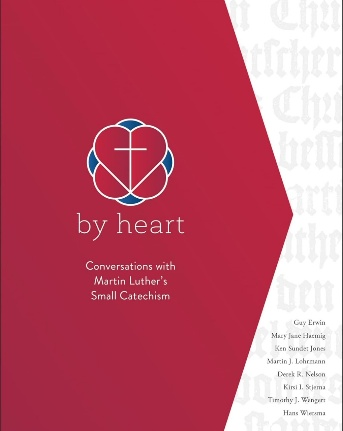 by heart
Conversations with
Martin Luther's
Small Catechism
Guy Erwin
Mary Jane Haemig
Ken Sundet Jones
Martin J. Lohrmann
Derek R. Nelson
Kirsi I. Stjerna
Timothy J. Wengert
Hans Wiersma